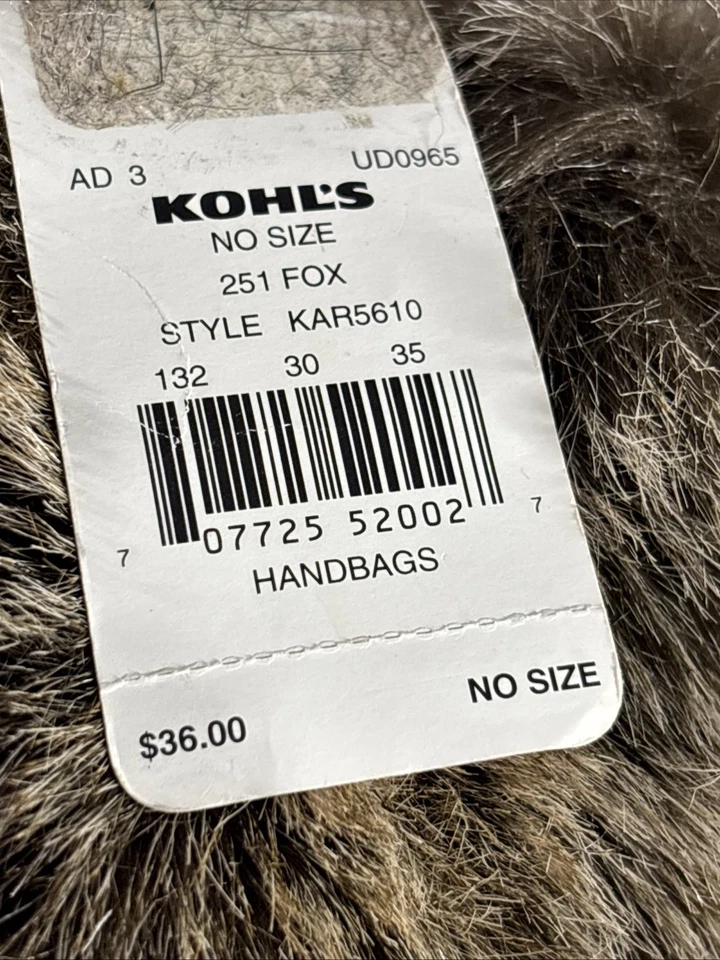 AD 3 UD0965
KOHL'S
NO SIZE
251 FOX
STYLE KAR5610
132 30 35
7 07725 52002 7
HANDBAGS
NO SIZE
$36.00